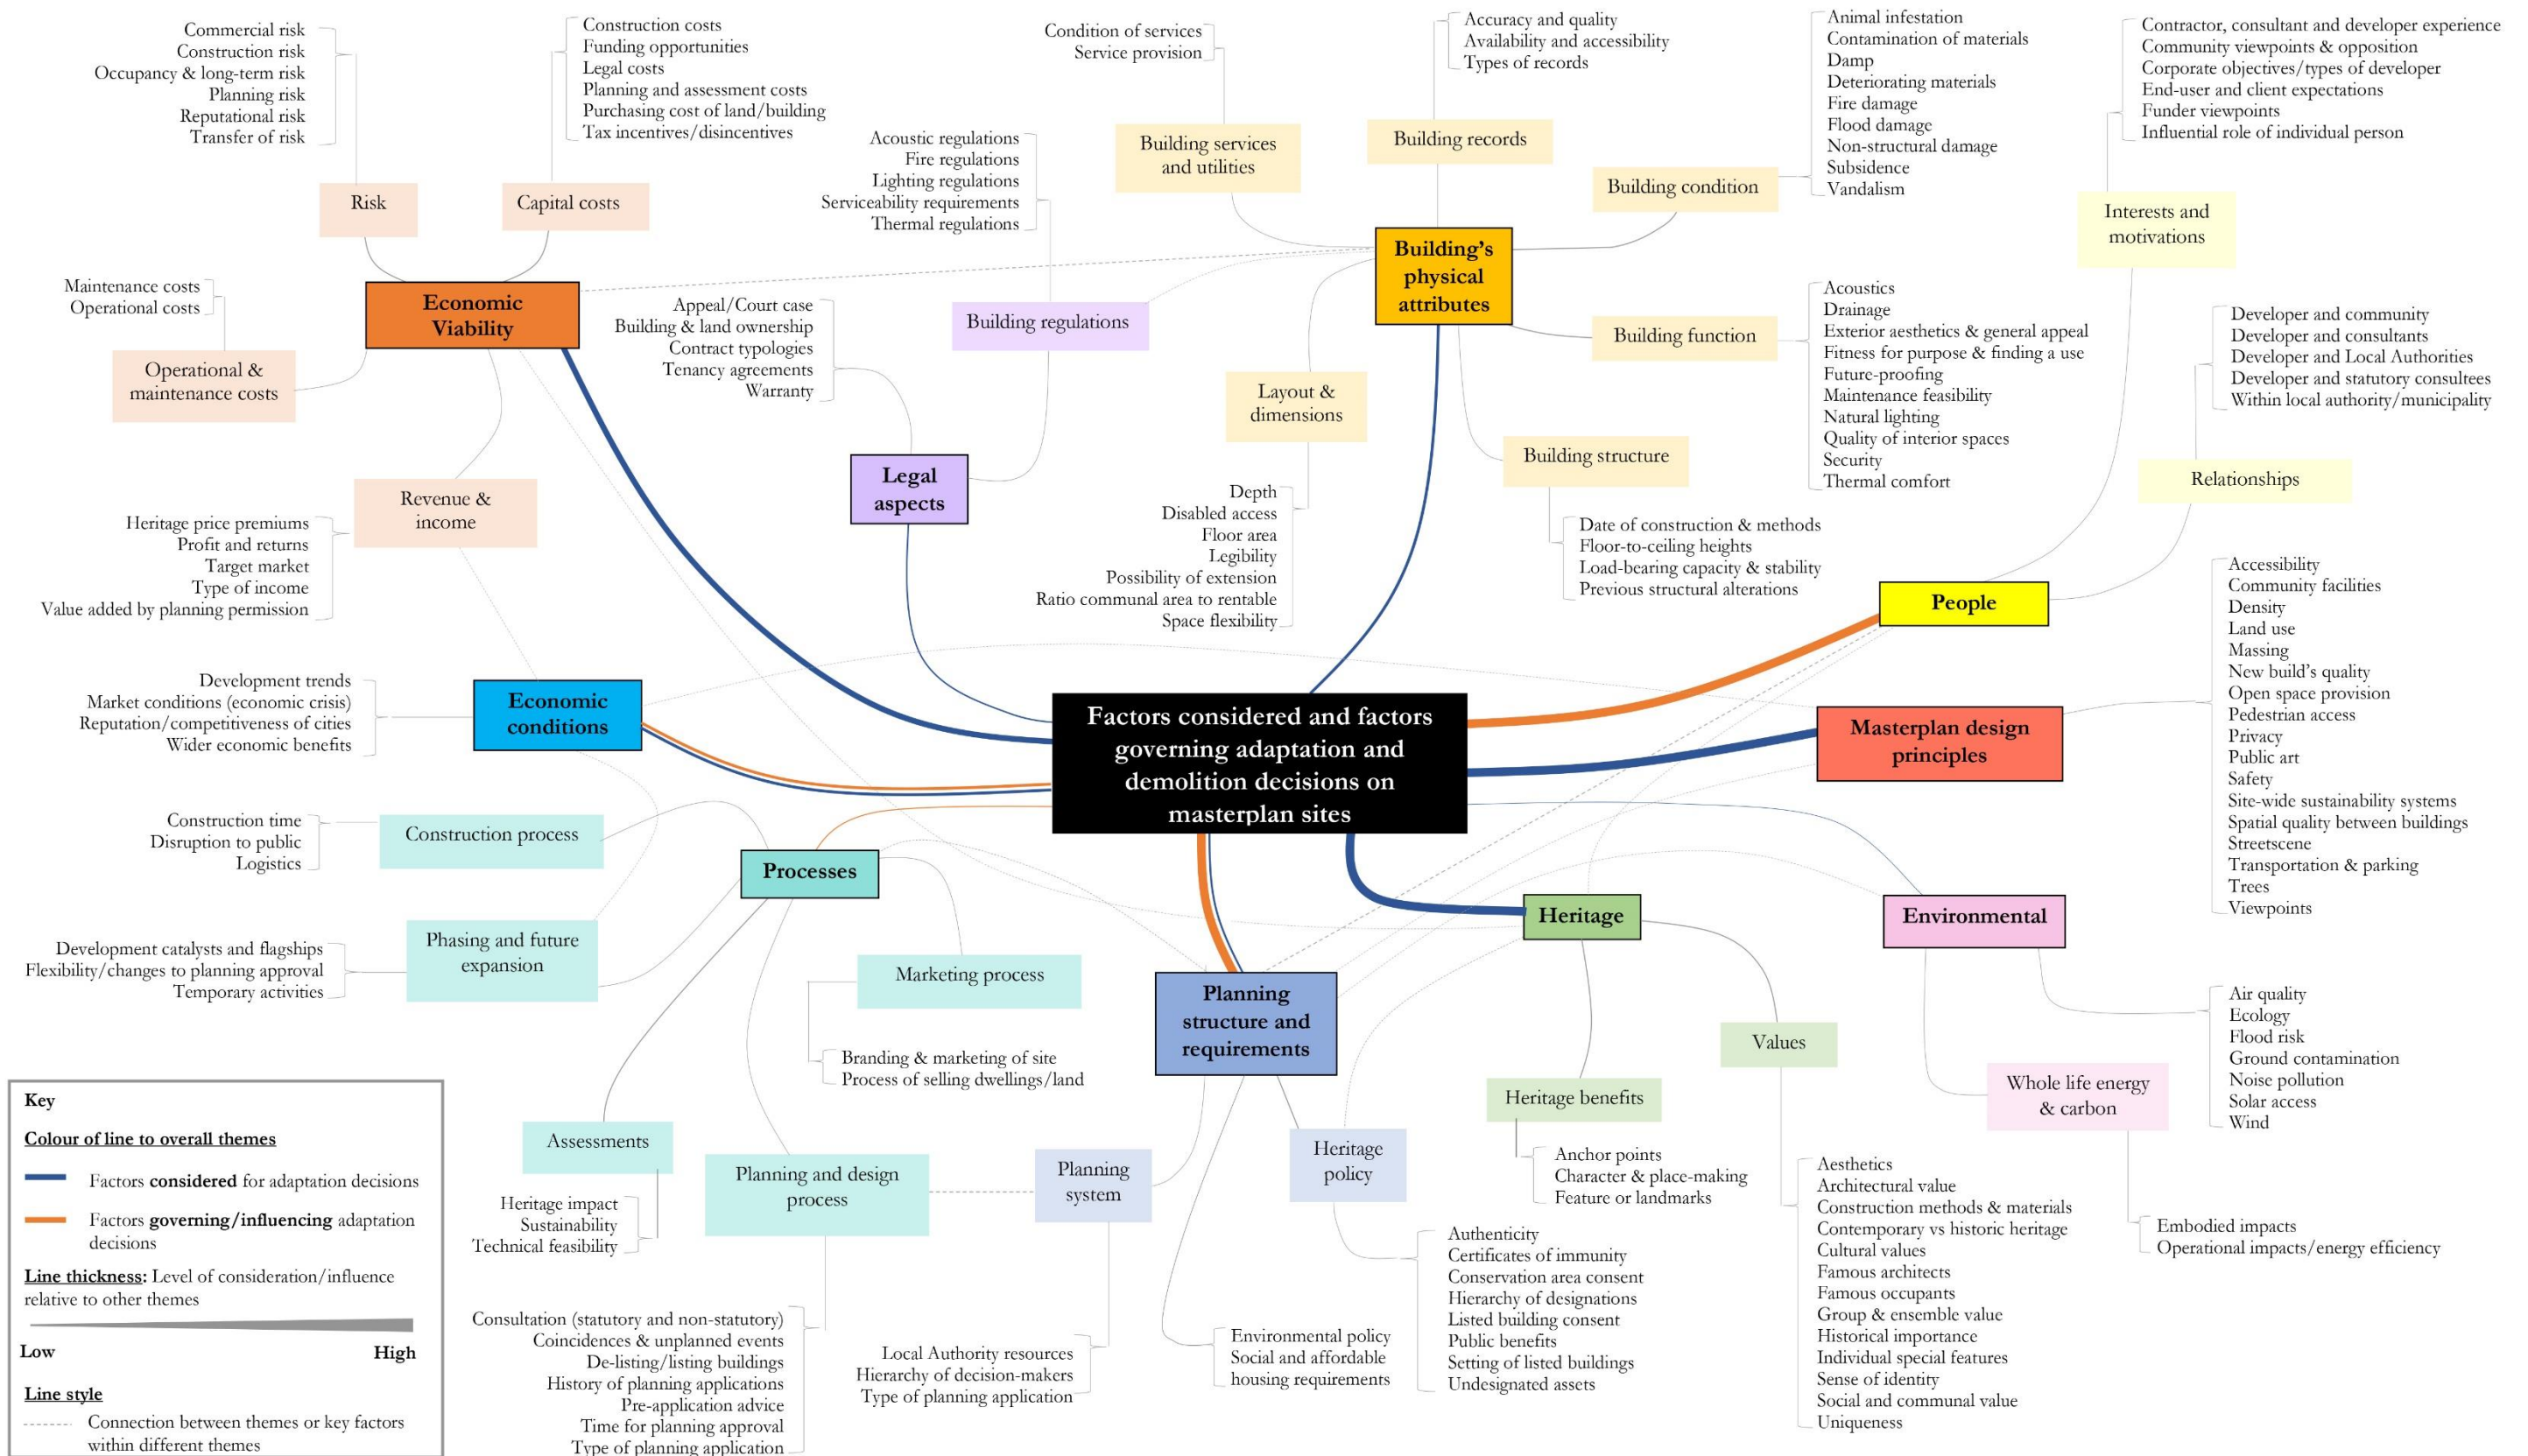 Commercial risk
Construction risk
Occupancy & long-term risk
Planning risk
Reputational risk
Transfer of risk
Risk
Construction costs
Funding opportunities
Legal costs
Planning and assessment costs
Purchasing cost of land/building
Tax incentives/disincentives
Capital costs
Maintenance costs
Operational costs
Operational &
maintenance costs
Economic
Viability
Revenue &
income
Heritage price premiums
Profit and returns
Target market
Type of income
Value added by planning permission
Acoustic regulations
Fire regulations
Lighting regulations
Serviceability requirements
Thermal regulations
Building regulations
Appeal/Court case
Building & land ownership
Contract typologies
Tenancy agreements
Warranty
Legal
aspects
Condition of services
Service provision
Building services
and utilities
Accuracy and quality
Availability and accessibility
Types of records
Building records
Building condition
Animal infestation
Contamination of materials
Damp
Deteriorating materials
Fire damage
Flood damage
Non-structural damage
Subsidence
Vandalism
Building's
physical
attributes
Building function
Acoustics
Drainage
Exterior aesthetics & general appeal
Fitness for purpose & finding a use
Future-proofing
Maintenance feasibility
Natural lighting
Quality of interior spaces
Security
Thermal comfort
Layout &
dimensions
Depth
Disabled access
Floor area
Legibility
Possibility of extension
Ratio communal area to rentable
Space flexibility
Building structure
Date of construction & methods
Floor-to-ceiling heights
Load-bearing capacity & stability
Previous structural alterations
Contractor, consultant and developer experience
Community viewpoints & opposition
Corporate objectives/types of developer
End-user and client expectations
Funder viewpoints
Influential role of individual person
Interests and
motivations
Developer and community
Developer and consultants
Developer and Local Authorities
Developer and statutory consultees
Within local authority/municipality
Relationships
People
Factors considered and factors
governing adaptation and
demolition decisions on
masterplan sites
Masterplan design
principles
Accessibility
Community facilities
Density
Land use
Massing
New build's quality
Open space provision
Pedestrian access
Privacy
Public art
Safety
Site-wide sustainability systems
Spatial quality between buildings
Streetscene
Transportation & parking
Trees
Viewpoints
Development trends
Market conditions (economic crisis)
Reputation/competitiveness of cities
Wider economic benefits
Economic
conditions
Construction time
Disruption to public
Logistics
Construction process
Processes
Development catalysts and flagships
Flexibility/changes to planning approval
Temporary activities
Phasing and future
expansion
Marketing process
Branding & marketing of site
Process of selling dwellings/land
Assessments
Heritage impact
Sustainability
Technical feasibility
Planning and design
process
Consultation (statutory and non-statutory)
Coincidences & unplanned events
De-listing/listing buildings
History of planning applications
Pre-application advice
Time for planning approval
Type of planning application
Planning
structure and
requirements
Planning
system
Local Authority resources
Hierarchy of decision-makers
Type of planning application
Environmental policy
Social and affordable
housing requirements
Heritage
policy
Authenticity
Certificates of immunity
Conservation area consent
Hierarchy of designations
Listed building consent
Public benefits
Setting of listed buildings
Undesignated assets
Heritage
Heritage benefits
Anchor points
Character & place-making
Feature or landmarks
Values
Aesthetics
Architectural value
Construction methods & materials
Contemporary vs historic heritage
Cultural values
Famous architects
Famous occupants
Group & ensemble value
Historical importance
Individual special features
Sense of identity
Social and communal value
Uniqueness
Environmental
Air quality
Ecology
Flood risk
Ground contamination
Noise pollution
Solar access
Wind
Whole life energy
& carbon
Embodied impacts
Operational impacts/energy efficiency
Key
Colour of line to overall themes
Factors considered for adaptation decisions
Factors governing/influencing adaptation
decisions
Line thickness: Level of consideration/influence
relative to other themes
Low High
Line style
Connection between themes or key factors
within different themes